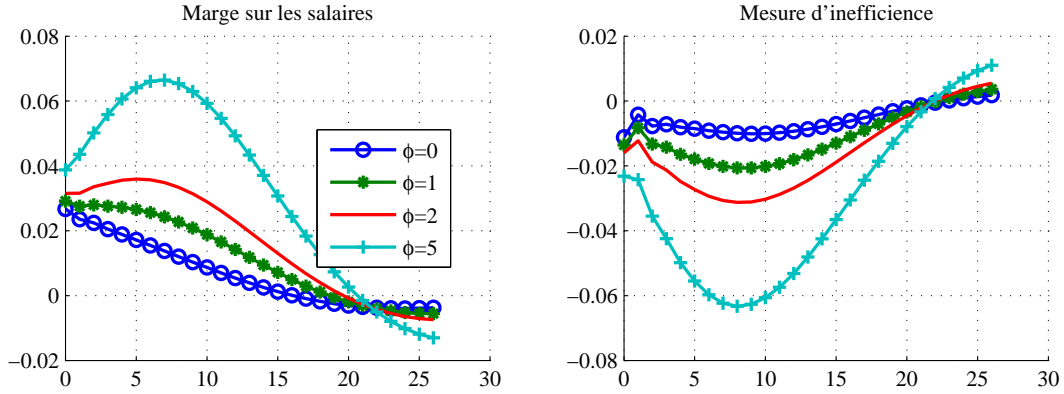 Marge sur les salaires
0.08
0.06
0.04
0.02
0
−0.02
0 5 10 15 20 25 30
ϕ=0
ϕ=1
ϕ=2
ϕ=5
Mesure d'inefficience
0.02
0
−0.02
−0.04
−0.06
−0.08
0 5 10 15 20 25 30